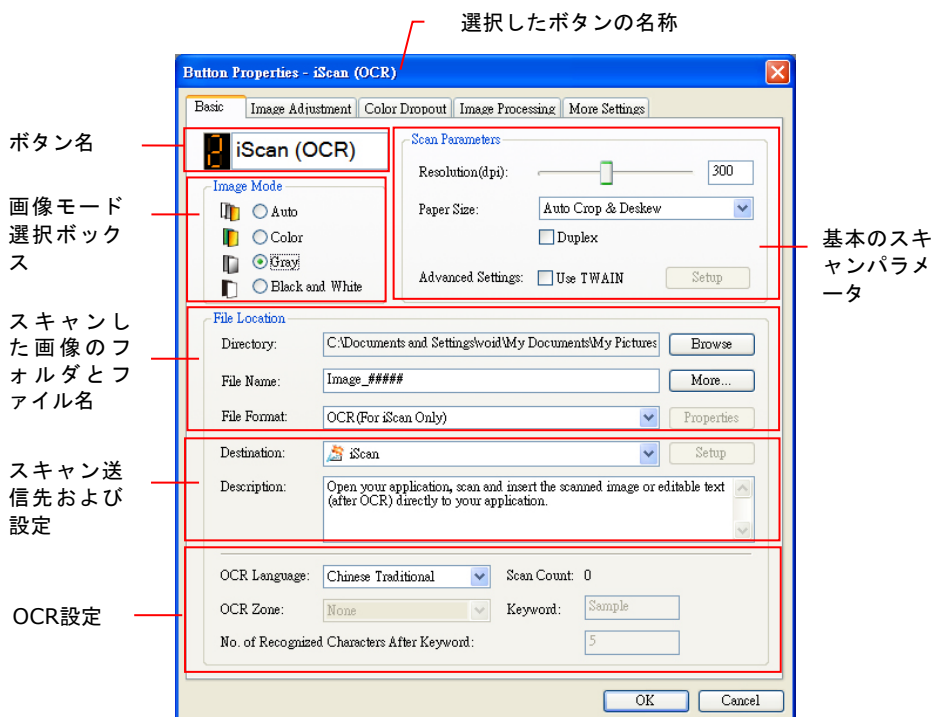 選択したボタンの名称
Button Properties - iScan (OCR)
Basic Image Adjustment Color Dropout Image Processing More Settings
ボタン名
2 iScan (OCR)
画像モード
選択ボック
ス
Image Mode
Auto
Color
Gray
Black and White
Scan Parameters
Resolution(dpi): 300
Paper Size: Auto Crop & Deskew
Duplex
Advanced Settings: Use TWAIN Setup
基本のスキ
ャンパラメ
ータ
スキャンし
た画像のフ
ォルダとフ
ァイル名
File Location
Directory: C:\Documents and Settings\void\My Documents\My Pictures Browse
File Name: Image_##### More...
File Format: OCR(For iScan Only) Properties
スキャン送
信先および
設定
Destination: iScan Setup
Description: Open your application, scan and insert the scanned image or editable text
(after OCR) directly to your application.
OCR設定
OCR Language: Chinese Traditional Scan Count: 0
OCR Zone: None Keyword: Sample
No. of Recognized Characters After Keyword: 5
OK Cancel